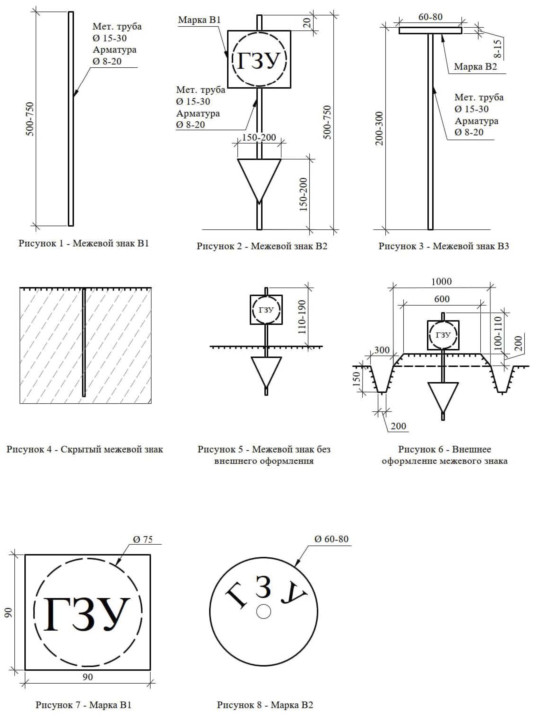 Мет. труба
Ø 15-30
Арматура
Ø 8-20
500-750
Рисунок 1 - Межевой знак В1
Марка В1
ГЗУ
20
Мет. труба
Ø 15-30
Арматура
Ø 8-20
150-200
150-200
500-750
Рисунок 2 - Межевой знак В2
60-80
8-15
Марка В2
Мет. труба
Ø 15-30
Арматура
Ø 8-20
200-300
Рисунок 3 - Межевой знак В3
Рисунок 4 - Скрытый межевой знак
ГЗУ
110-190
Рисунок 5 - Межевой знак без
внешнего оформления
1000
600
ГЗУ
100-110
200
300
150
200
Рисунок 6 - Внешнее
оформление межевого знака
Ø 75
ГЗУ
90
90
Рисунок 7 - Марка В1
Ø 60-80
ГЗУ
Рисунок 8 - Марка В2